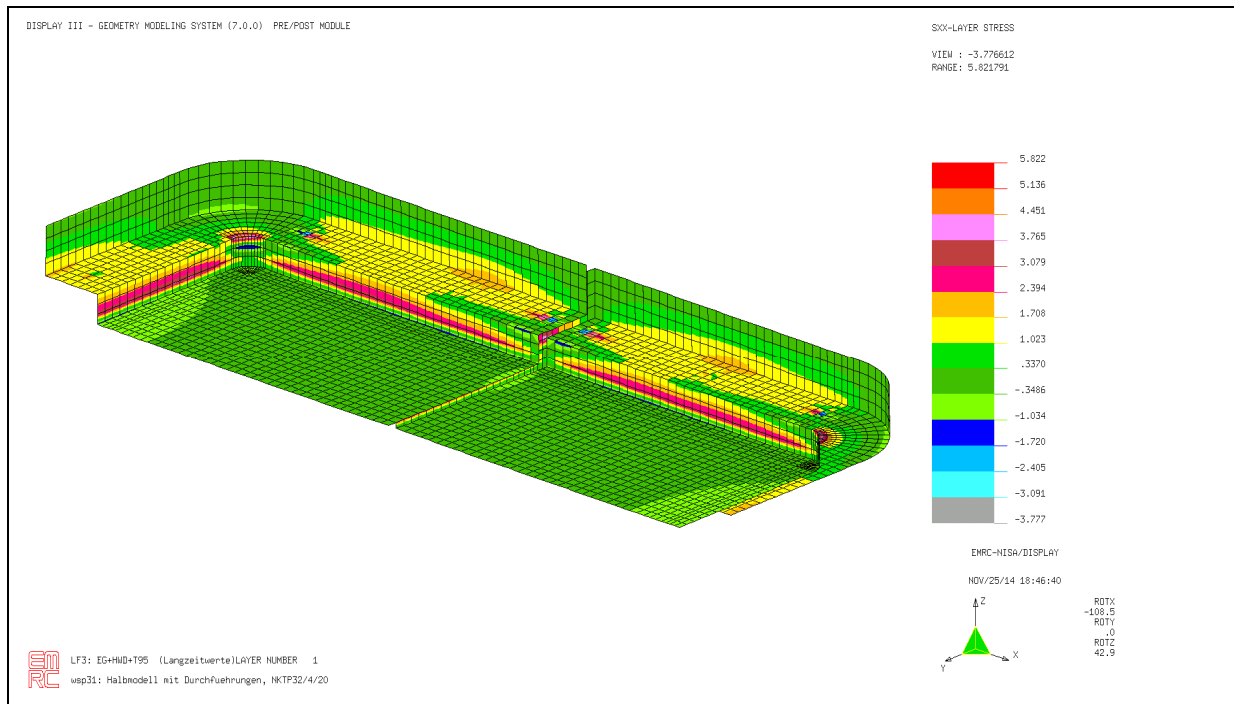 DISPLAY III - GEOMETRY MODELING SYSTEM (7.0.0) PRE/POST MODULE
SXX-LAYER STRESS
VIEW : -3.776612
RANGE: 5.821791
5.822
5.136
4.451
3.765
3.079
2.394
1.708
1.023
.3370
-.3486
-1.034
-1.720
-2.405
-3.091
-3.777
EMRC-NISA/DISPLAY
NOV/25/14 18:46:40
Z
X
Y
ROTX
-108.5
ROTY
.0
ROTZ
42.9
EMRC
LF3: EG+HWD+T95 (Langzeitwerte)LAYER NUMBER 1
wsp31: Halbmodell mit Durchfuehrungen, NKTP32/4/20